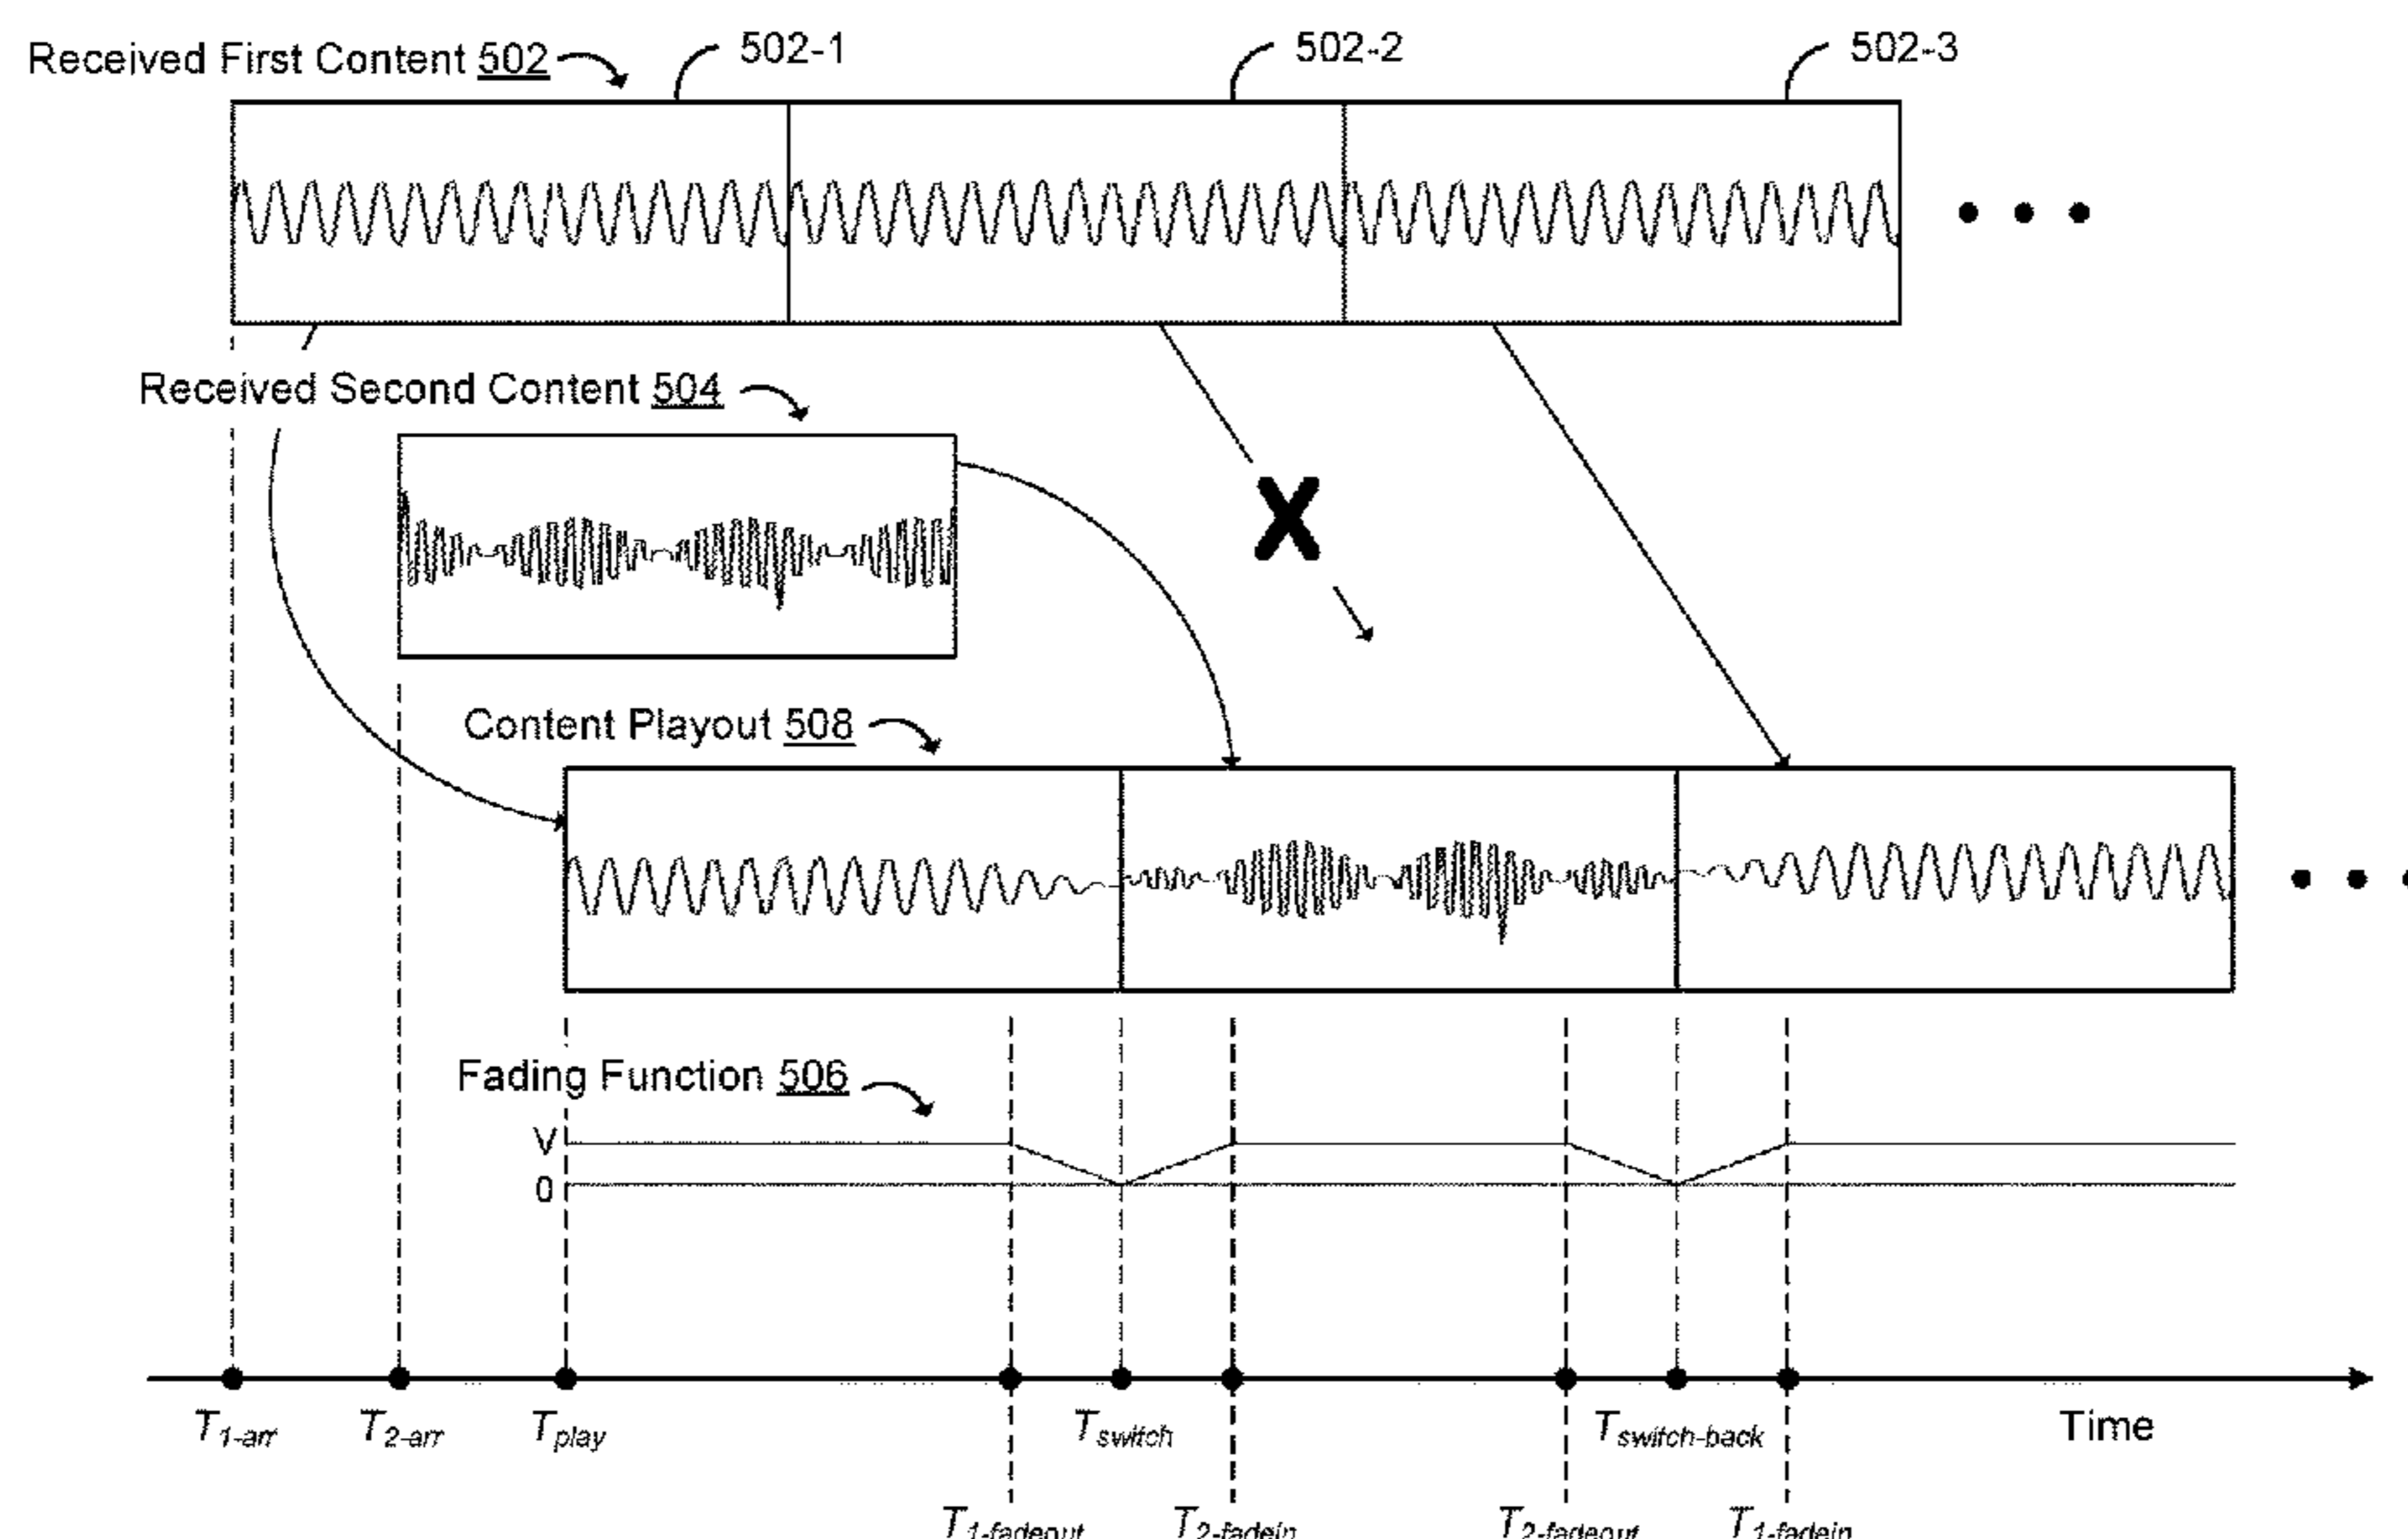 Received First Content 502
502-1
502-2
502-3
Received Second Content 504
X
Content Playout 508
Fading Function 506
V
0
T1-arr
T2-arr
Tplay
Tswitch
Tswitch-back
Time
T1-fadeout
T2-fadein
T2-fadeout
T1-fadein